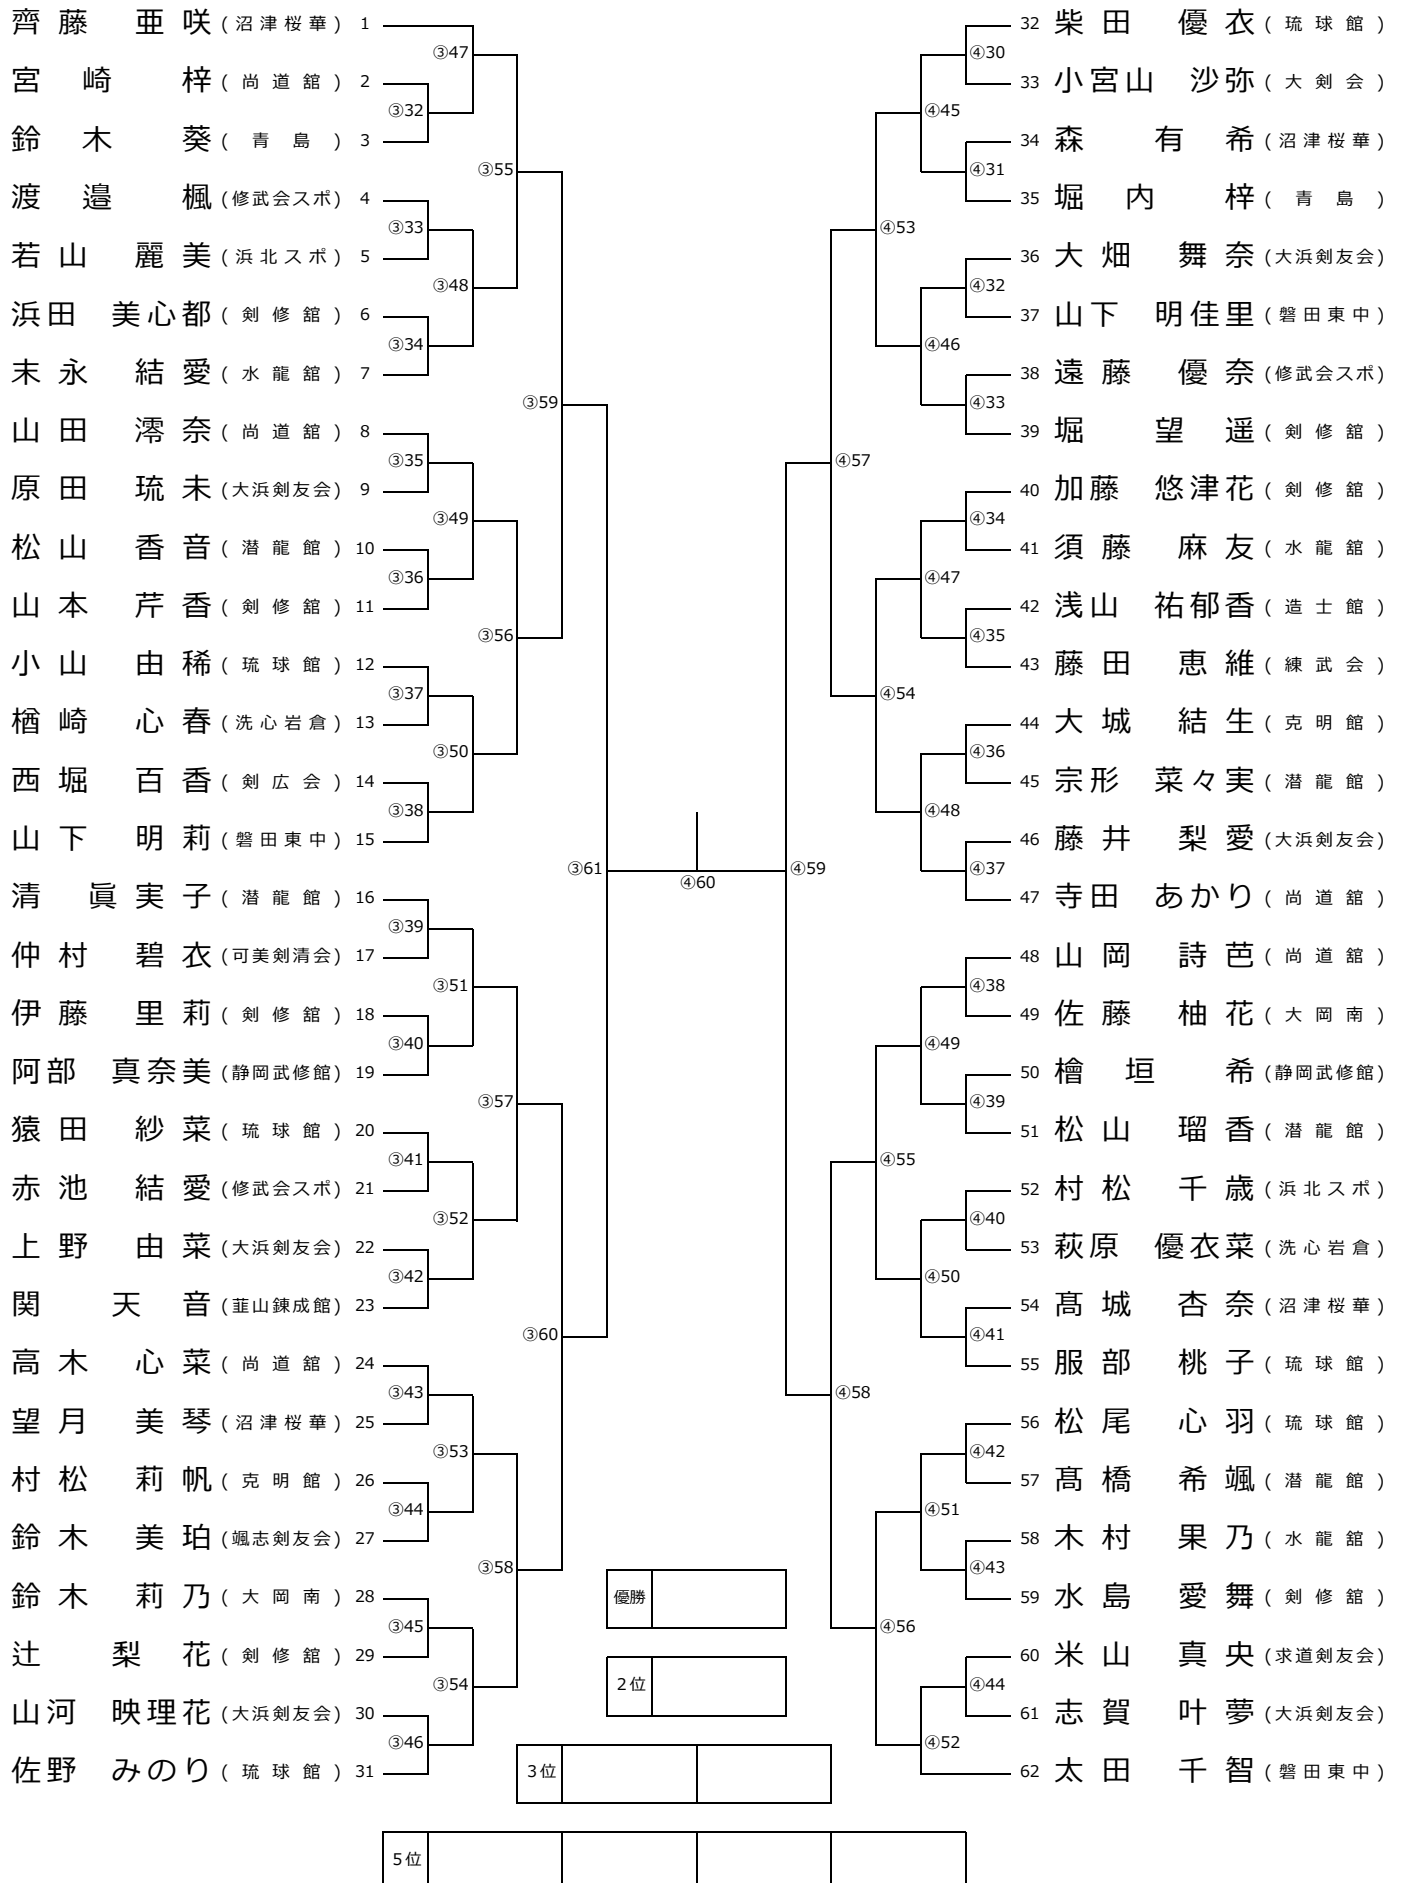 齊藤 亜咲 (沼津桜華) 1
③47
宮崎 梓 (尚道舘) 2
③32
鈴木 葵 (青島) 3
③55
渡邉 楓 (修武会スポ) 4
③33
若山 麗美 (浜北スポ) 5
③48
浜田 美心都 (剣修舘) 6
③34
末永 結愛 (水龍舘) 7
③59
山田 澪奈 (尚道舘) 8
③35
原田 琉未 (大浜剣友会) 9
③49
松山 香音 (潜龍館) 10
③36
山本 芹香 (剣修舘) 11
③56
小山 由稀 (琉球館) 12
③37
楢崎 心春 (洗心岩倉) 13
③50
西堀 百香 (剣広会) 14
③38
山下 明莉 (磐田東中) 15
③61
清 眞実子 (潜龍館) 16
③39
仲村 碧衣 (可美剣清会) 17
③51
伊藤 里莉 (剣修舘) 18
③40
阿部 真奈美 (静岡武修館) 19
③57
猿田 紗菜 (琉球館) 20
③41
赤池 結愛 (修武会スポ) 21
③52
上野 由菜 (大浜剣友会) 22
③42
関 天音 (韮山錬成館) 23
③60
高木 心菜 (尚道舘) 24
③43
望月 美琴 (沼津桜華) 25
③53
村松 莉帆 (克明館) 26
③44
鈴木 美珀 (颯志剣友会) 27
③58
鈴木 莉乃 (大岡南) 28
③45
辻 梨花 (剣修舘) 29
③54
山河 映理花 (大浜剣友会) 30
③46
佐野 みのり (琉球館) 31
④60
32 柴田 優衣 (琉球館)
④30
33 小宮山 沙弥 (大剣会)
④45
34 森 有希 (沼津桜華)
④31
35 堀内 梓 (青島)
④53
36 大畑 舞奈 (大浜剣友会)
④32
37 山下 明佳里 (磐田東中)
④46
38 遠藤 優奈 (修武会スポ)
④33
39 堀 望遥 (剣修舘)
④57
40 加藤 悠津花 (剣修舘)
④34
41 須藤 麻友 (水龍舘)
④47
42 浅山 祐郁香 (造士館)
④35
43 藤田 恵維 (練武会)
④54
44 大城 結生 (克明館)
④36
45 宗形 菜々実 (潜龍館)
④48
46 藤井 梨愛 (大浜剣友会)
④37
47 寺田 あかり (尚道舘)
④59
48 山岡 詩芭 (尚道舘)
④38
49 佐藤 柚花 (大岡南)
④49
50 檜垣 希 (静岡武修館)
④39
51 松山 瑠香 (潜龍館)
④55
52 村松 千歳 (浜北スポ)
④40
53 萩原 優衣菜 (洗心岩倉)
④50
54 髙城 杏奈 (沼津桜華)
④41
55 服部 桃子 (琉球館)
④58
56 松尾 心羽 (琉球館)
④42
57 髙橋 希颯 (潜龍館)
④51
58 木村 果乃 (水龍舘)
④43
59 水島 愛舞 (剣修舘)
④56
60 米山 真央 (求道剣友会)
④44
61 志賀 叶夢 (大浜剣友会)
④52
62 太田 千智 (磐田東中)
優勝
2位
3位
5位